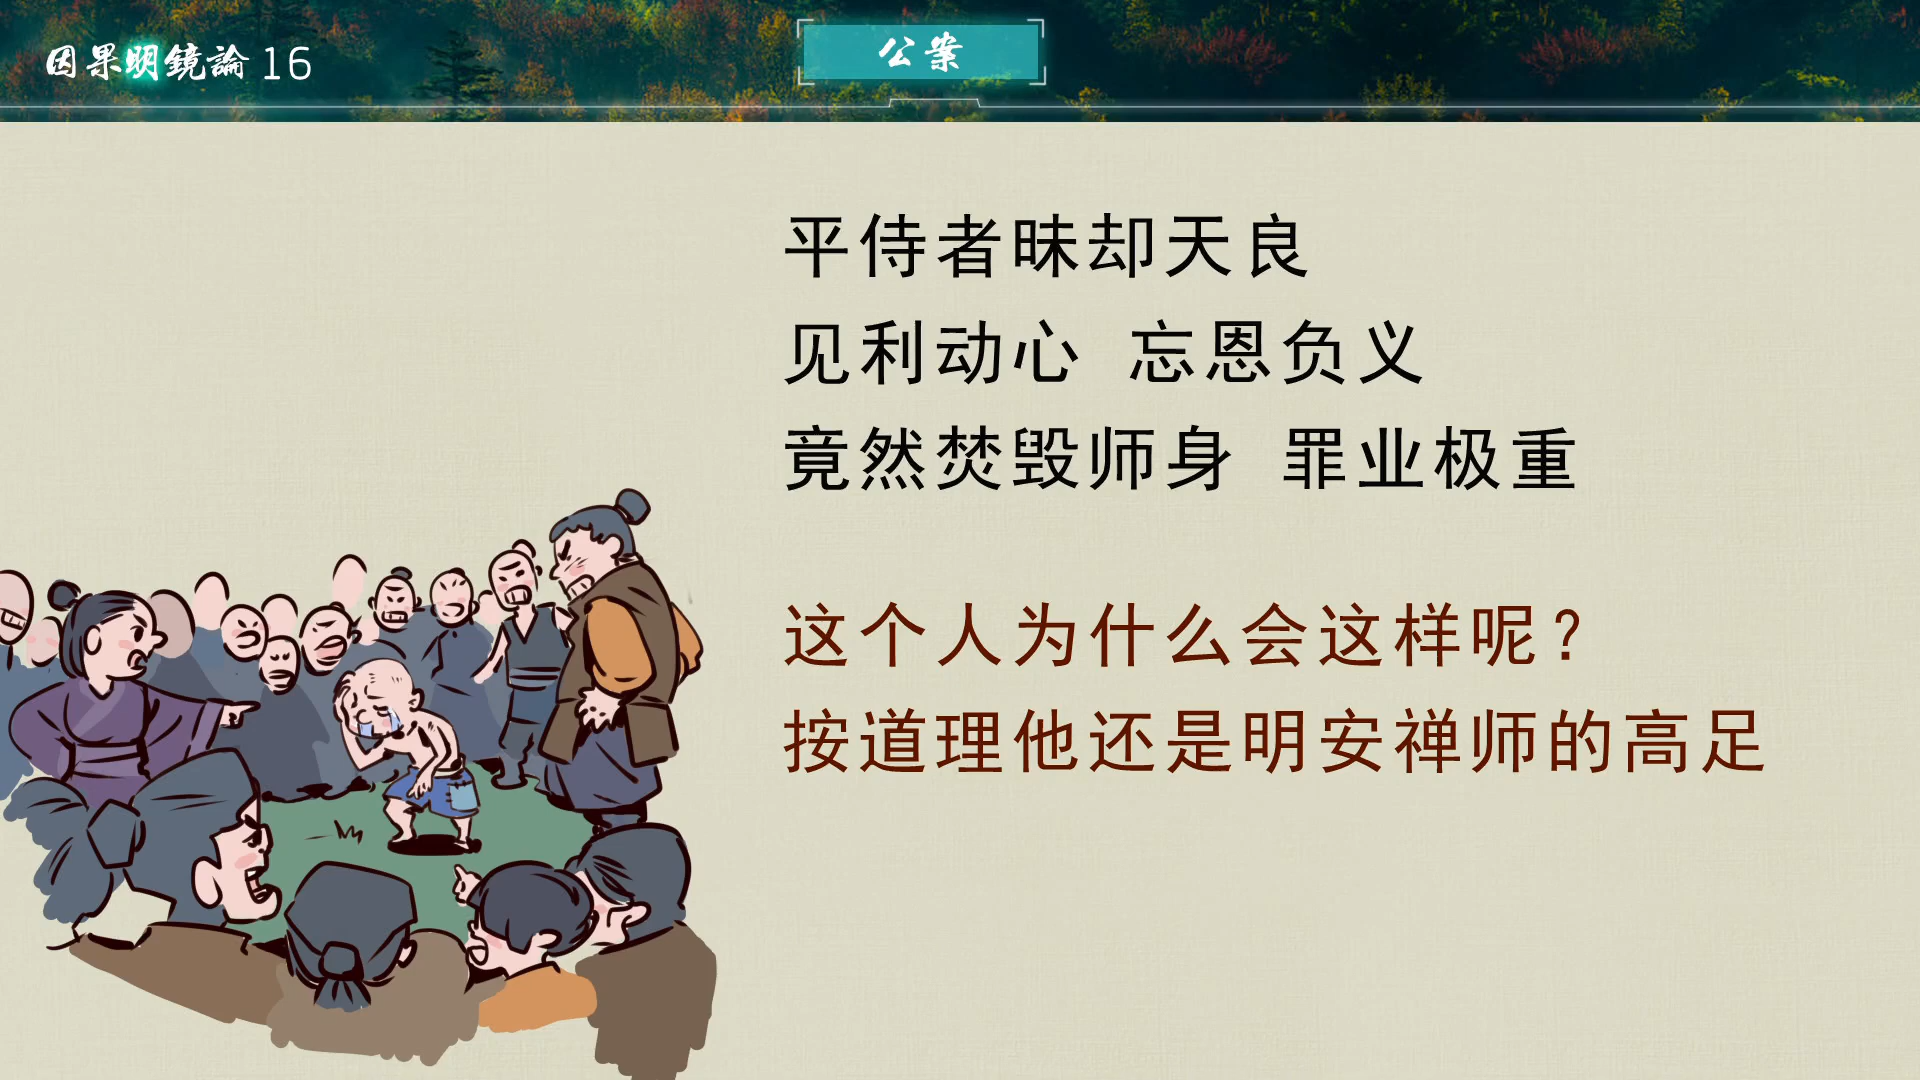 因果明鏡論 16
公案
平侍者昧却天良
见利动心 忘恩负义
竟然焚毁师身 罪业极重
这个人为什么会这样呢？
按道理他还是明安禅师的高足